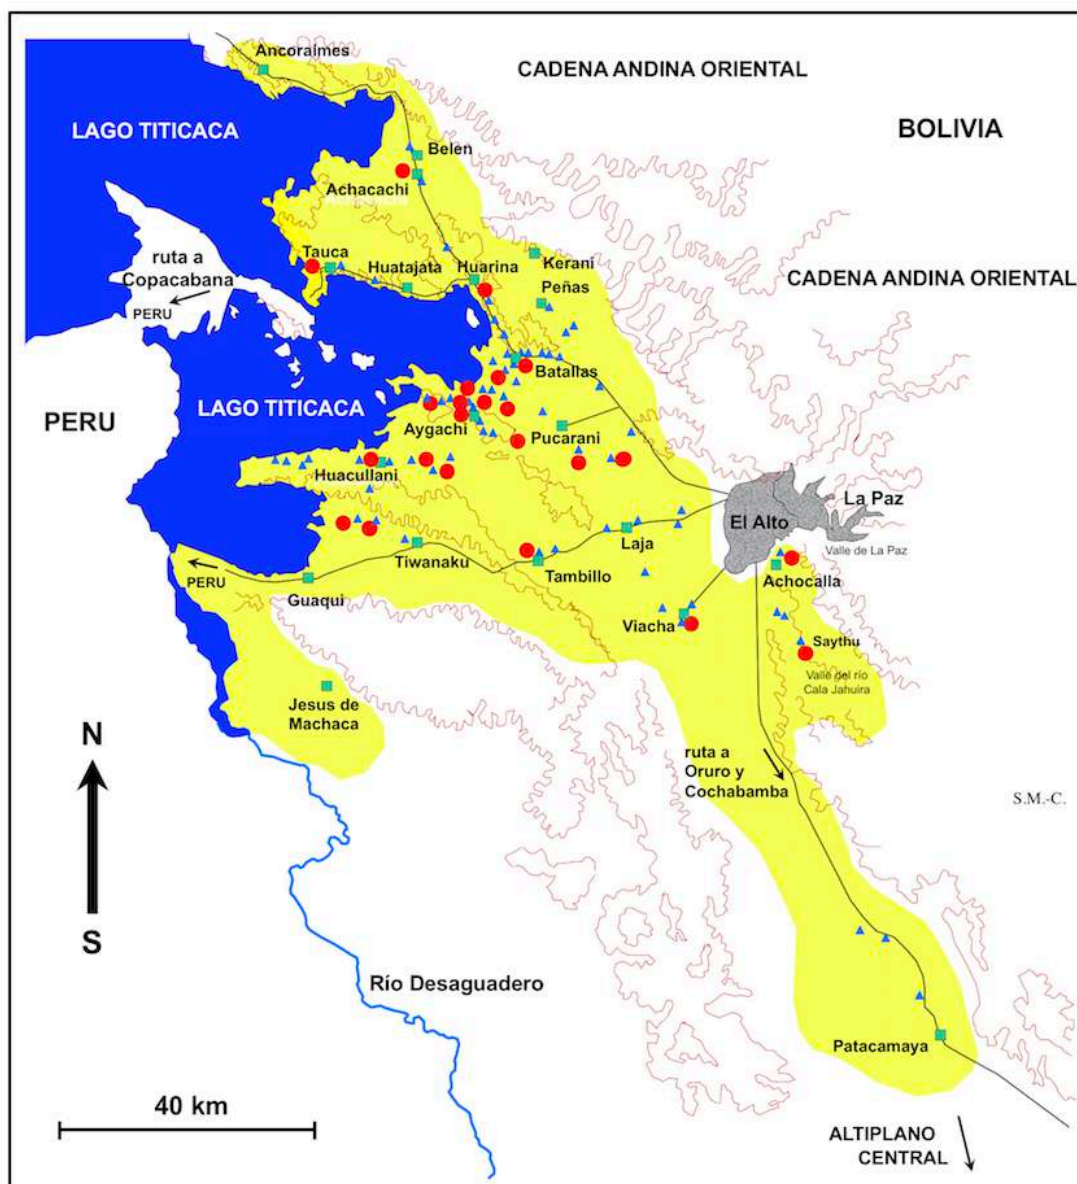 Ancoraimes
CADENA ANDINA ORIENTAL
LAGO TITICACA
BOLIVIA
Belen
Achacachi
Tauca
ruta a
Copacabana
PERU
Huatajata
Huarina
Kerani
Peñas
CADENA ANDINA ORIENTAL
Batallas
PERU
LAGO TITICACA
Aygachi
Pucarani
Huacullani
La Paz
El Alto
Valle de La Paz
Laja
Tiwanaku
Tambillo
Achocalla
PERU
Guaqui
Viacha
Saythu
Valle del río
Cala Jahuira
Jesus de
Machaca
N
S
ruta a
Oruro y
Cochabamba
S.M.-C.
Río Desaguadero
Patacamaya
40 km
ALTIPLANO
CENTRAL